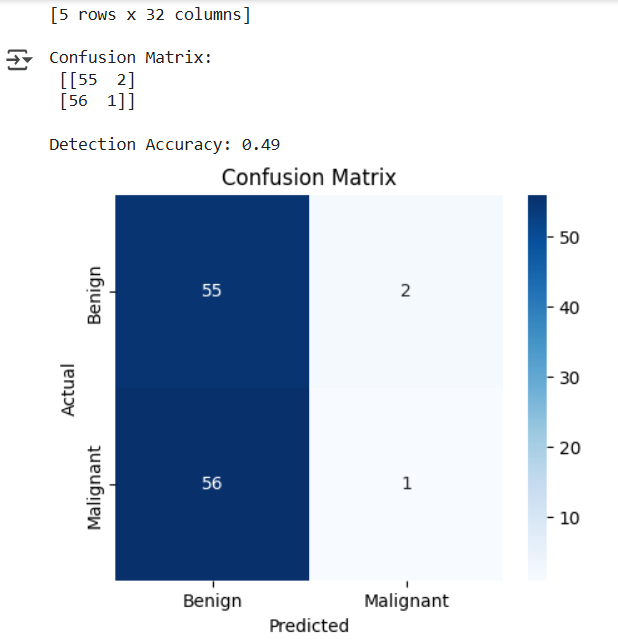 [5 rows x 32 columns]
Confusion Matrix:
[[55  2]
[56  1]]
Detection Accuracy: 0.49
Confusion Matrix
Benign
55
2
Malignant
56
1
Actual
Benign
Malignant
Predicted
50
40
30
20
10